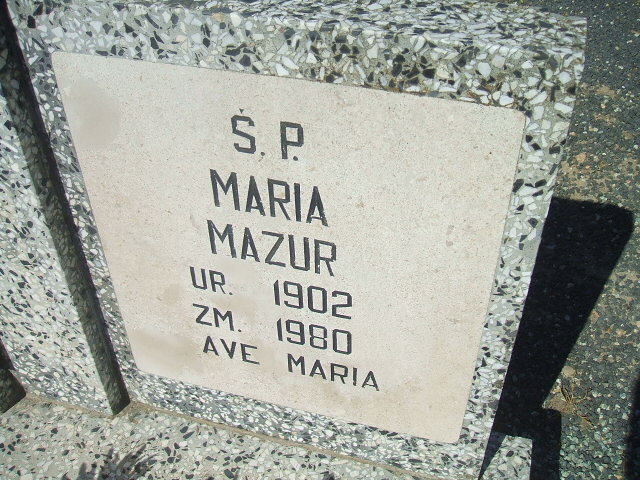 Ś. P.
MARIA
MAZUR
UR. 1902
ZM. 1980
AVE MARIA